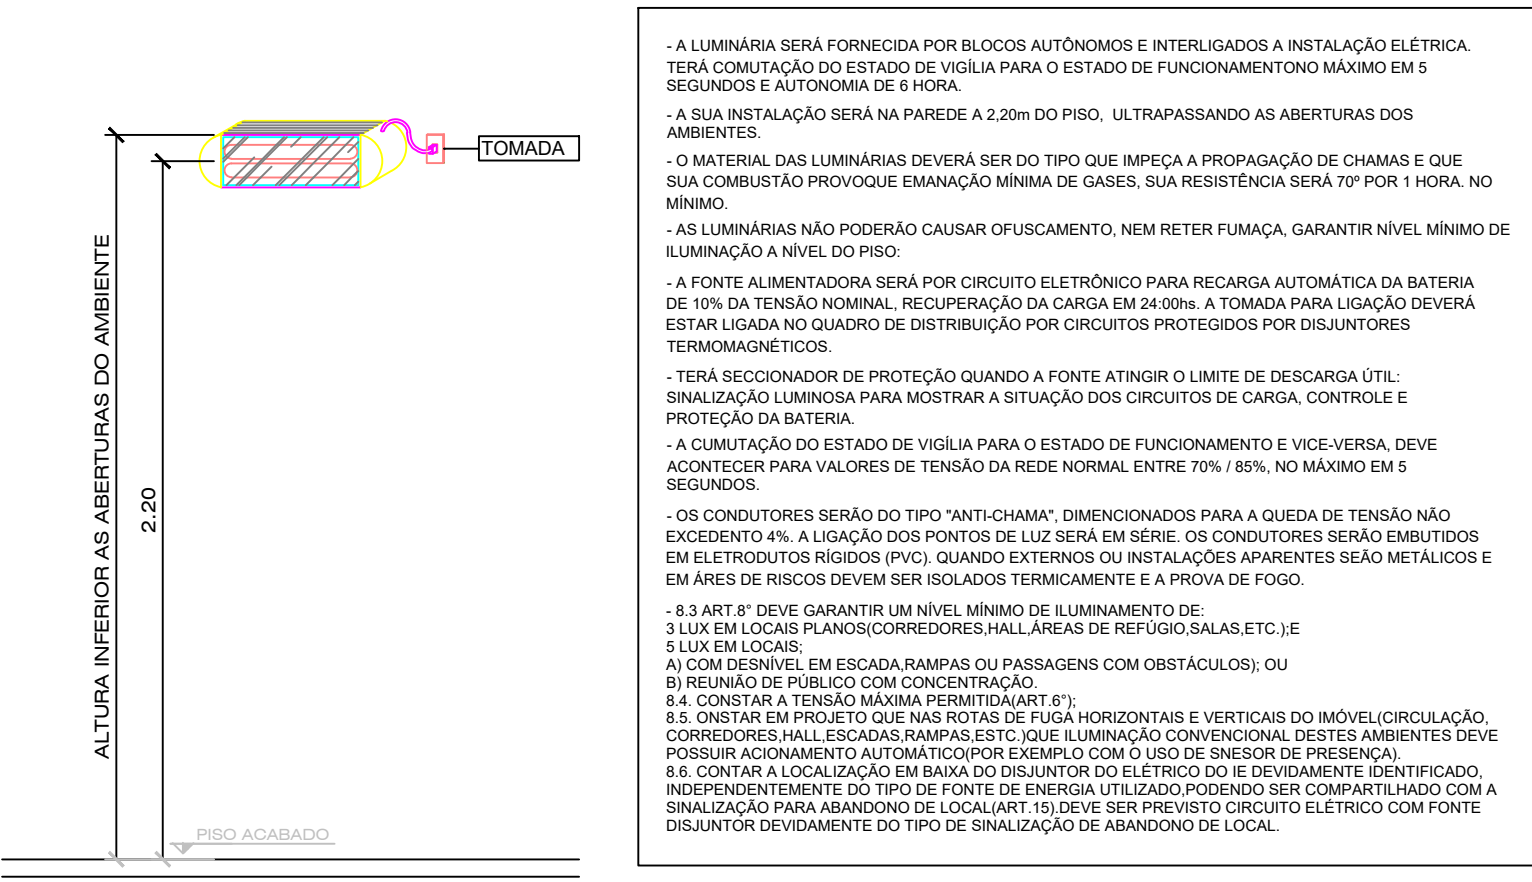 TOMADA
ALTURA INFERIOR AS ABERTURAS DO AMBIENTE
2.20
PISO ACABADO
- A LUMINÁRIA SERÁ FORNECIDA POR BLOCOS AUTÔNOMOS E INTERLIGADOS A INSTALAÇÃO ELÉTRICA.
TERÁ COMUTAÇÃO DO ESTADO DE VIGÍLIA PARA O ESTADO DE FUNCIONAMENTONO MÁXIMO EM 5
SEGUNDOS E AUTONOMIA DE 6 HORA.
- A SUA INSTALAÇÃO SERÁ NA PAREDE A 2,20m DO PISO, ULTRAPASSANDO AS ABERTURAS DOS
AMBIENTES.
- O MATERIAL DAS LUMINÁRIAS DEVERÁ SER DO TIPO QUE IMPEÇA A PROPAGAÇÃO DE CHAMAS E QUE
SUA COMBUSTÃO PROVOQUE EMANAÇÃO MÍNIMA DE GASES, SUA RESISTÊNCIA SERÁ 70º POR 1 HORA. NO
MÍNIMO.
- AS LUMINÁRIAS NÃO PODERÃO CAUSAR OFUSCAMENTO, NEM RETER FUMAÇA, GARANTIR NÍVEL MÍNIMO DE
ILUMINAÇÃO A NÍVEL DO PISO:
- A FONTE ALIMENTADORA SERÁ POR CIRCUITO ELETRÔNICO PARA RECARGA AUTOMÁTICA DA BATERIA
DE 10% DA TENSÃO NOMINAL, RECUPERAÇÃO DA CARGA EM 24:00hs. A TOMADA PARA LIGAÇÃO DEVERÁ
ESTAR LIGADA NO QUADRO DE DISTRIBUIÇÃO POR CIRCUITOS PROTEGIDOS POR DISJUNTORES
TERMOMAGNÉTICOS.
- TERÁ SECCIONADOR DE PROTEÇÃO QUANDO A FONTE ATINGIR O LIMITE DE DESCARGA ÚTIL:
SINALIZAÇÃO LUMINOSA PARA MOSTRAR A SITUAÇÃO DOS CIRCUITOS DE CARGA, CONTROLE E
PROTEÇÃO DA BATERIA.
- A CUMUTAÇÃO DO ESTADO DE VIGÍLIA PARA O ESTADO DE FUNCIONAMENTO E VICE-VERSA, DEVE
ACONTECER PARA VALORES DE TENSÃO DA REDE NORMAL ENTRE 70% / 85%, NO MÁXIMO EM 5
SEGUNDOS.
- OS CONDUTORES SERÃO DO TIPO "ANTI-CHAMA", DIMENCIONADOS PARA A QUEDA DE TENSÃO NÃO
EXCEDENTO 4%. A LIGAÇÃO DOS PONTOS DE LUZ SERÁ EM SÉRIE. OS CONDUTORES SERÃO EMBUTIDOS
EM ELETRODUTOS RÍGIDOS (PVC). QUANDO EXTERNOS OU INSTALAÇÕES APARENTES SEÃO METÁLICOS E
EM ÁRES DE RISCOS DEVEM SER ISOLADOS TERMICAMENTE E A PROVA DE FOGO.
- 8.3 ART.8° DEVE GARANTIR UM NÍVEL MÍNIMO DE ILUMINAMENTO DE:
3 LUX EM LOCAIS PLANOS(CORREDORES,HALL,ÁREAS DE REFÚGIO,SALAS,ETC.);E
5 LUX EM LOCAIS;
A) COM DESNÍVEL EM ESCADA,RAMPAS OU PASSAGENS COM OBSTÁCULOS); OU
B) REUNIÃO DE PÚBLICO COM CONCENTRAÇÃO.
8.4. CONSTAR A TENSÃO MÁXIMA PERMITIDA(ART.6°);
8.5. ONSTAR EM PROJETO QUE NAS ROTAS DE FUGA HORIZONTAIS E VERTICAIS DO IMÓVEL(CIRCULAÇÃO,
CORREDORES,HALL,ESCADAS,RAMPAS,ESTC.)QUE ILUMINAÇÃO CONVENCIONAL DESTES AMBIENTES DEVE
POSSUIR ACIONAMENTO AUTOMÁTICO(POR EXEMPLO COM O USO DE SNESOR DE PRESENÇA).
8.6. CONTAR A LOCALIZAÇÃO EM BAIXA DO DISJUNTOR DO ELÉTRICO DO IE DEVIDAMENTE IDENTIFICADO,
INDEPENDENTEMENTE DO TIPO DE FONTE DE ENERGIA UTILIZADO,PODENDO SER COMPARTILHADO COM A
SINALIZAÇÃO PARA ABANDONO DE LOCAL(ART.15).DEVE SER PREVISTO CIRCUITO ELÉTRICO COM FONTE
DISJUNTOR DEVIDAMENTE DO TIPO DE SINALIZAÇÃO DE ABANDONO DE LOCAL.